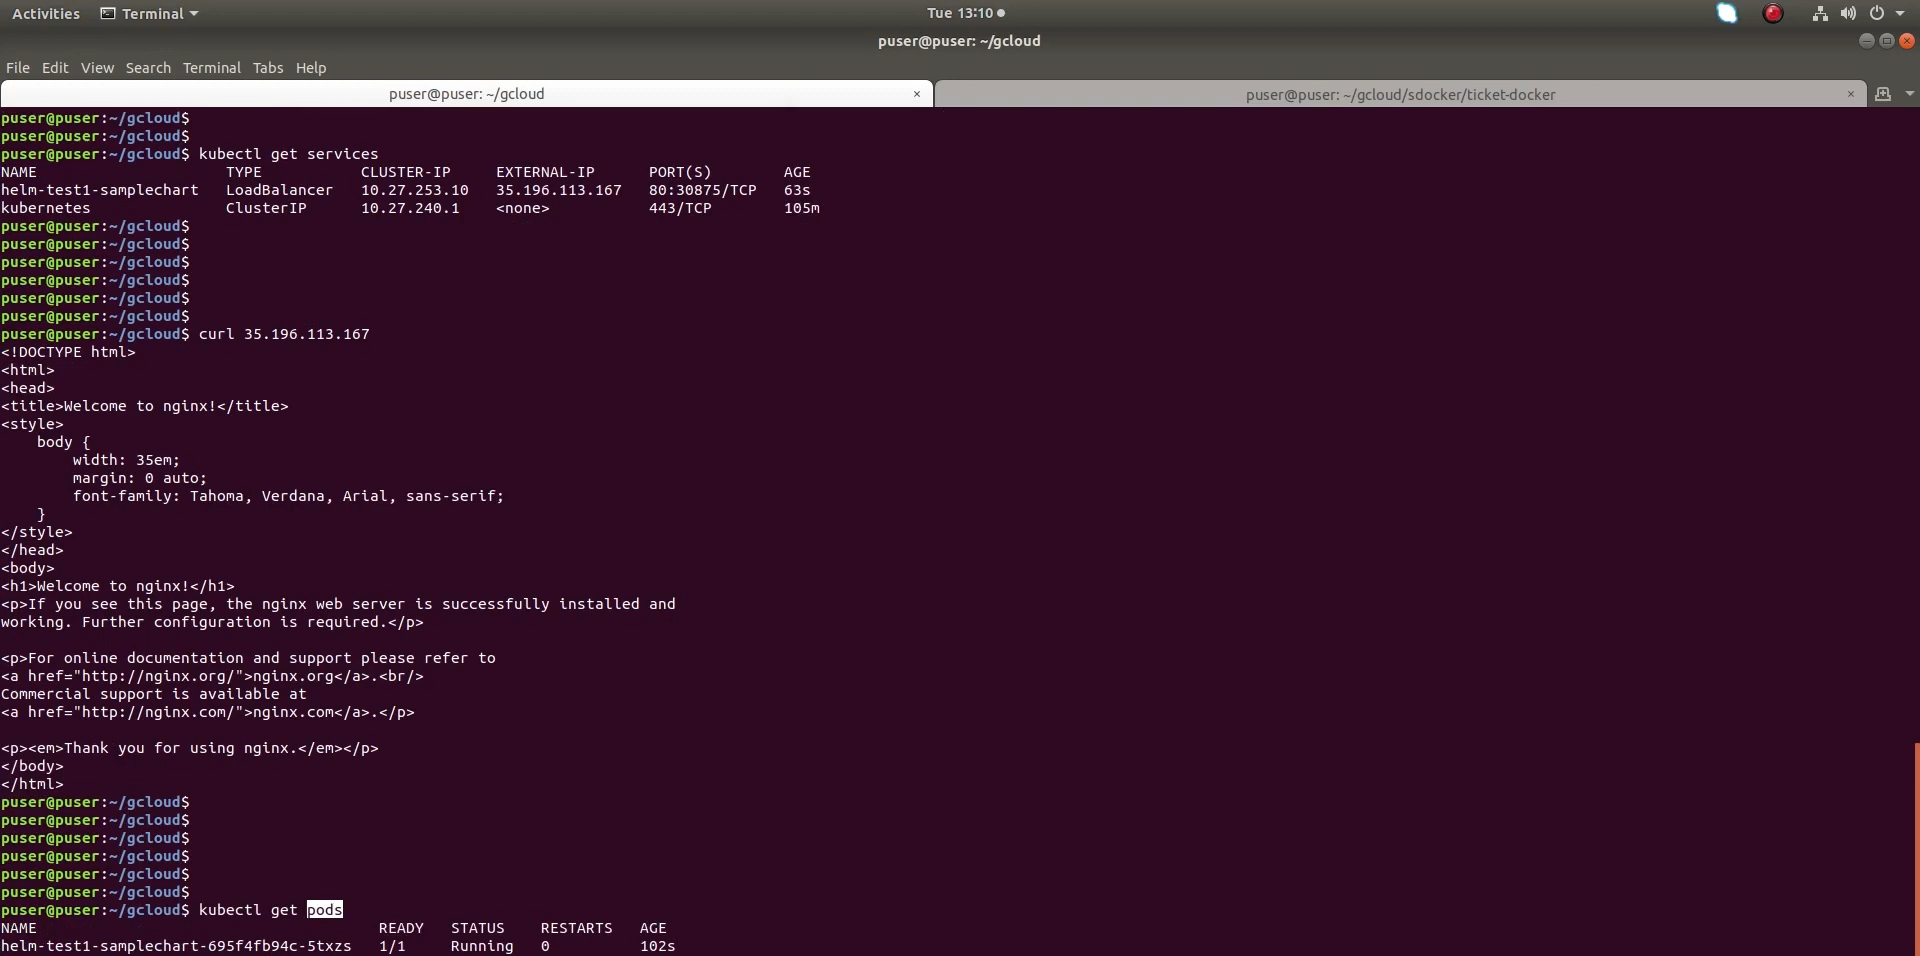 Activities Terminal Tue 13:10
puser@puser: ~/gcloud
File Edit View Search Terminal Tabs Help
puser@puser: ~/gcloud × puser@puser: ~/gcloud/sdocker/ticket-docker ×
puser@puser:~/gcloud$
puser@puser:~/gcloud$
puser@puser:~/gcloud$ kubectl get services
NAME TYPE CLUSTER-IP EXTERNAL-IP PORT(S) AGE
helm-test1-samplechart LoadBalancer 10.27.253.10 35.196.113.167 80:30875/TCP 63s
kubernetes ClusterIP 10.27.240.1 <none> 443/TCP 105m
puser@puser:~/gcloud$
puser@puser:~/gcloud$
puser@puser:~/gcloud$
puser@puser:~/gcloud$
puser@puser:~/gcloud$
puser@puser:~/gcloud$
puser@puser:~/gcloud$ curl 35.196.113.167
<!DOCTYPE html>
<html>
<head>
<title>Welcome to nginx!</title>
<style>
    body {
        width: 35em;
        margin: 0 auto;
        font-family: Tahoma, Verdana, Arial, sans-serif;
    }
</style>
</head>
<body>
<h1>Welcome to nginx!</h1>
<p>If you see this page, the nginx web server is successfully installed and
working. Further configuration is required.</p>

<p>For online documentation and support please refer to
<a href="http://nginx.org/">nginx.org</a>.<br/>
Commercial support is available at
<a href="http://nginx.com/">nginx.com</a>.</p>

<p><em>Thank you for using nginx.</em></p>
</body>
</html>
puser@puser:~/gcloud$
puser@puser:~/gcloud$
puser@puser:~/gcloud$
puser@puser:~/gcloud$
puser@puser:~/gcloud$
puser@puser:~/gcloud$
puser@puser:~/gcloud$ kubectl get pods
NAME READY STATUS RESTARTS AGE
helm-test1-samplechart-695f4fb94c-5txzs 1/1 Running 0 102s